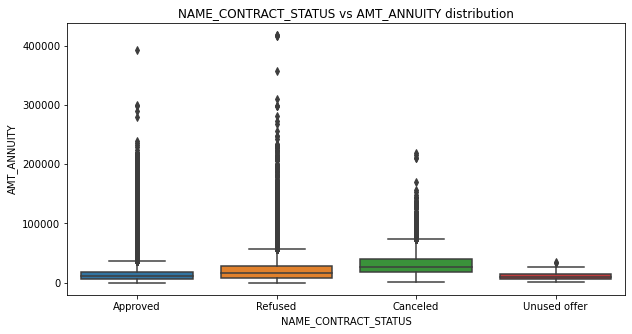 NAME_CONTRACT_STATUS vs AMT_ANNUITY distribution
400000
300000
200000
100000
0
AMT_ANNUITY
Approved Refused Canceled Unused offer
NAME_CONTRACT_STATUS